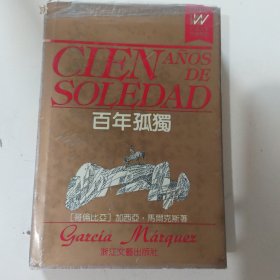 CIEN AÑOS
DE
SOLEDAD
百年孤獨
[哥倫比亞] 加西亞·馬爾克斯著
García Márquez
浙江文藝出版社